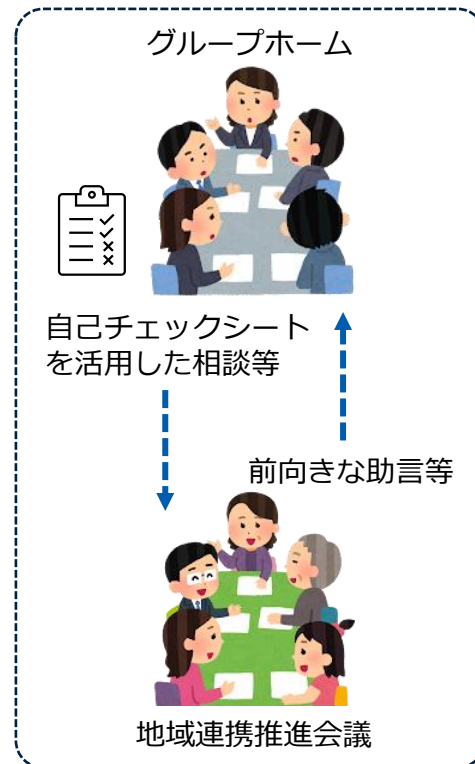 グループホーム
自己チェックシート
を活用した相談等
前向きな助言等
地域連携推進会議